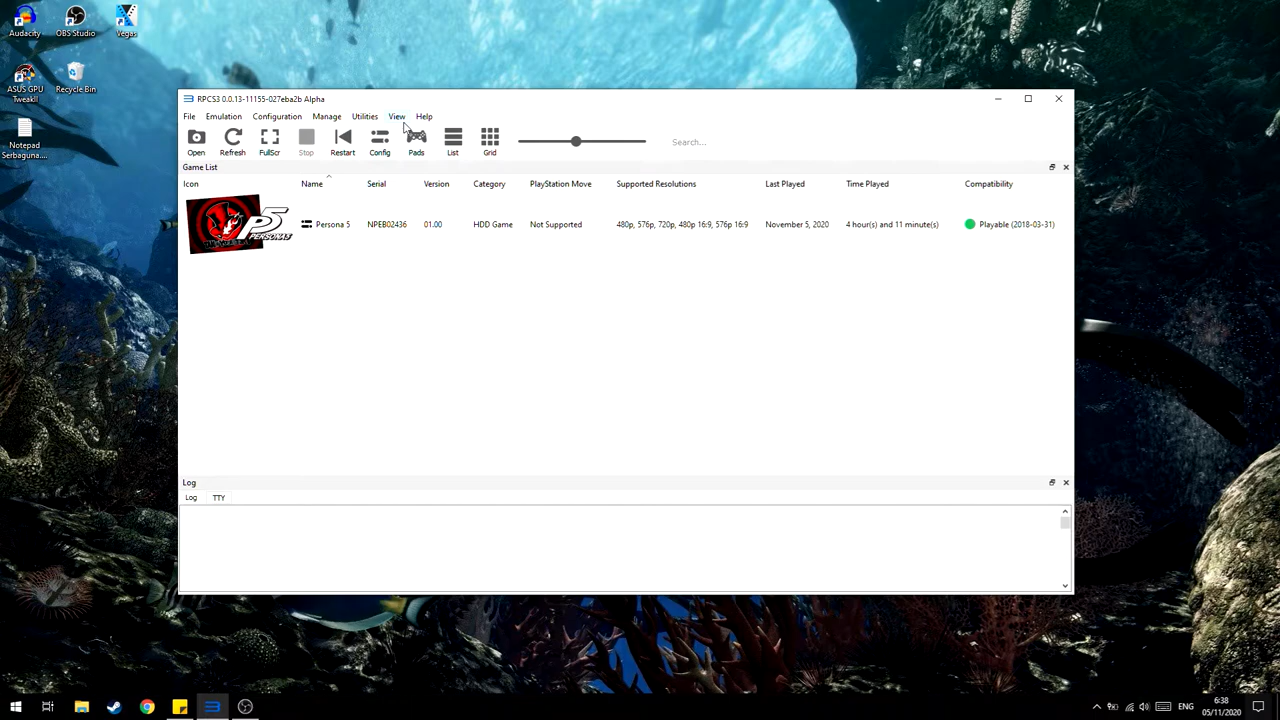 Audacity
OBS Studio
Vegas
ASUS GPU
TweakII
Recycle Bin
Notepad
Serbaguna....
RPCS3 0.0.13-11155-027eba2b Alpha
File Emulation Configuration Manage Utilities View Help
Open Refresh FullScr Stop Restart Config Pads List Grid Search...
Game List
Icon Name Serial Version Category PlayStation Move Supported Resolutions Last Played Time Played Compatibility
P5
PERSONA5
Persona 5 NPEB02436 01.00 HDD Game Not Supported 480p, 576p, 720p, 480p 16:9, 576p 16:9 November 5, 2020 4 hour(s) and 11 minute(s) Playable (2018-03-31)
Log
Log TTY
ENG
6:38
05/11/2020